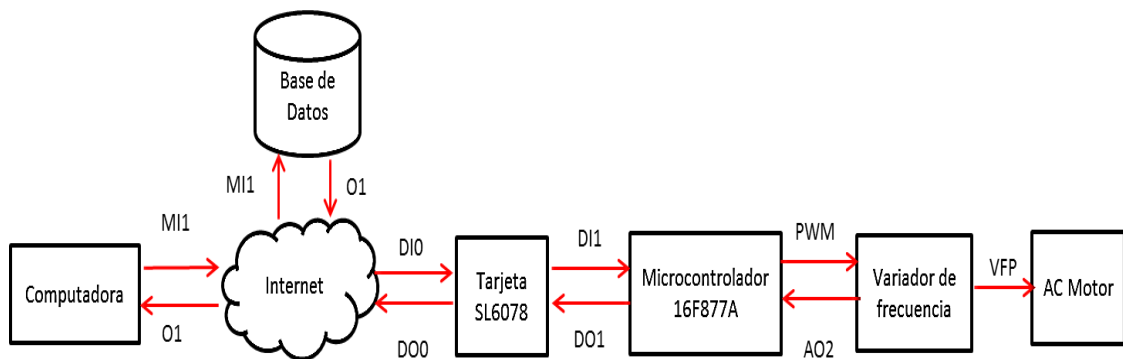 Base de
Datos
MI1
O1
MI1
Computadora
O1
Internet
DI0
DO0
Tarjeta
SL6078
DI1
DO1
Microcontrolador
16F877A
PWM
AO2
Variador de
frecuencia
VFP
AC Motor